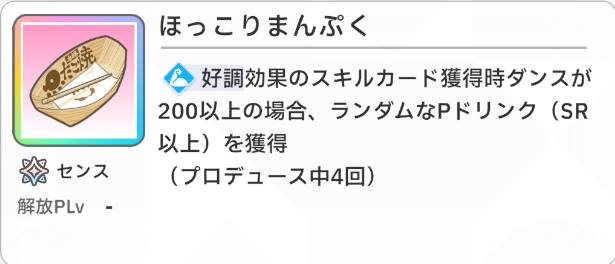 ほっこりまんぷく
好調効果のスキルカード獲得時ダンスが
200以上の場合、ランダムなPドリンク（SR
以上）を獲得
（プロデュース中4回）
センス
解放PLv -